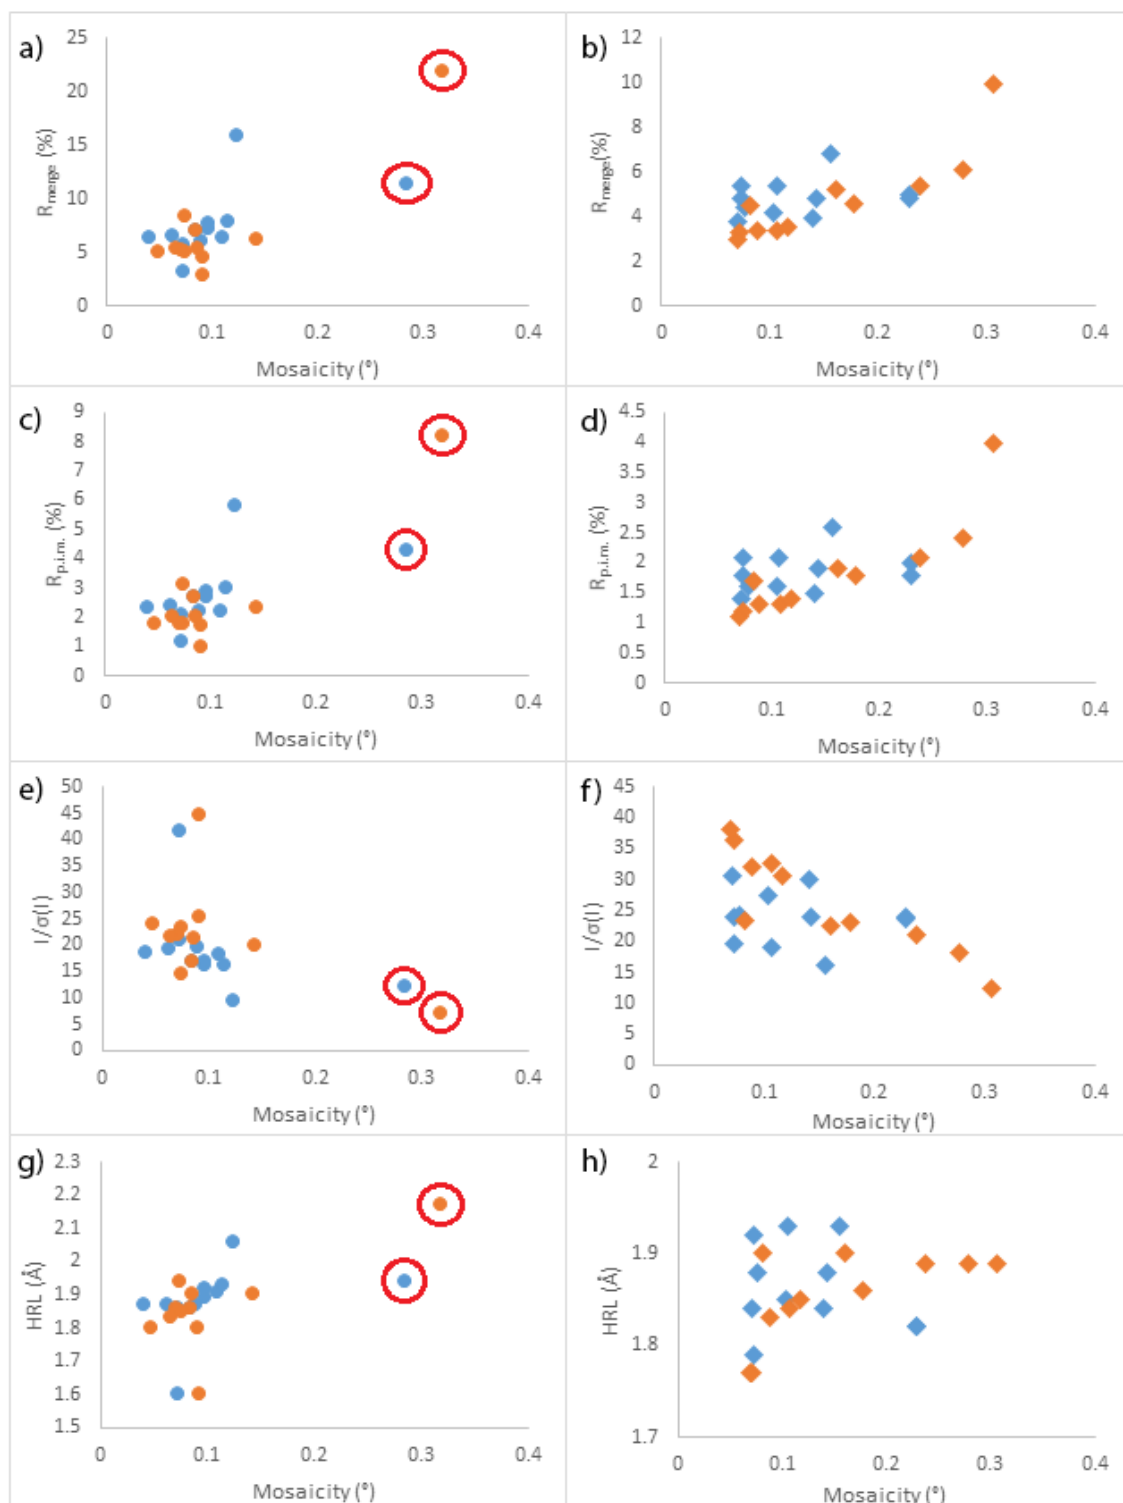 a)
25
20
15
10
5
0
R_merge (%)
0 0.1 0.2 0.3 0.4
Mosaicity (°)
b)
12
10
8
6
4
2
0
R_merge(%)
0 0.1 0.2 0.3 0.4
Mosaicity (°)
c)
9
8
7
6
5
4
3
2
1
0
R_p.i.m. (%)
0 0.1 0.2 0.3 0.4
Mosaicity (°)
d)
4.5
4
3.5
3
2.5
2
1.5
1
0.5
0
R_p.i.m. (%)
0 0.1 0.2 0.3 0.4
Mosaicity (°)
e)
50
45
40
35
30
25
20
15
10
5
0
I/σ(I)
0 0.1 0.2 0.3 0.4
Mosaicity (°)
f)
45
40
35
30
25
20
15
10
5
0
I/σ(I)
0 0.1 0.2 0.3 0.4
Mosaicity (°)
g)
2.3
2.2
2.1
2
1.9
1.8
1.7
1.6
1.5
HRL (Å)
0 0.1 0.2 0.3 0.4
Mosaicity (°)
h)
2
1.9
1.8
1.7
HRL (Å)
0 0.1 0.2 0.3 0.4
Mosaicity (°)